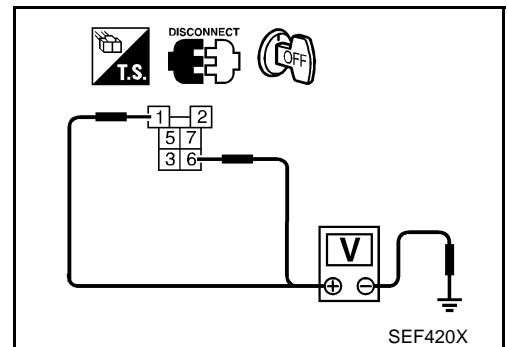 DISCONNECT
T.S.
OFF
1 2
5 7
3 6
V
+ −
SEF420X